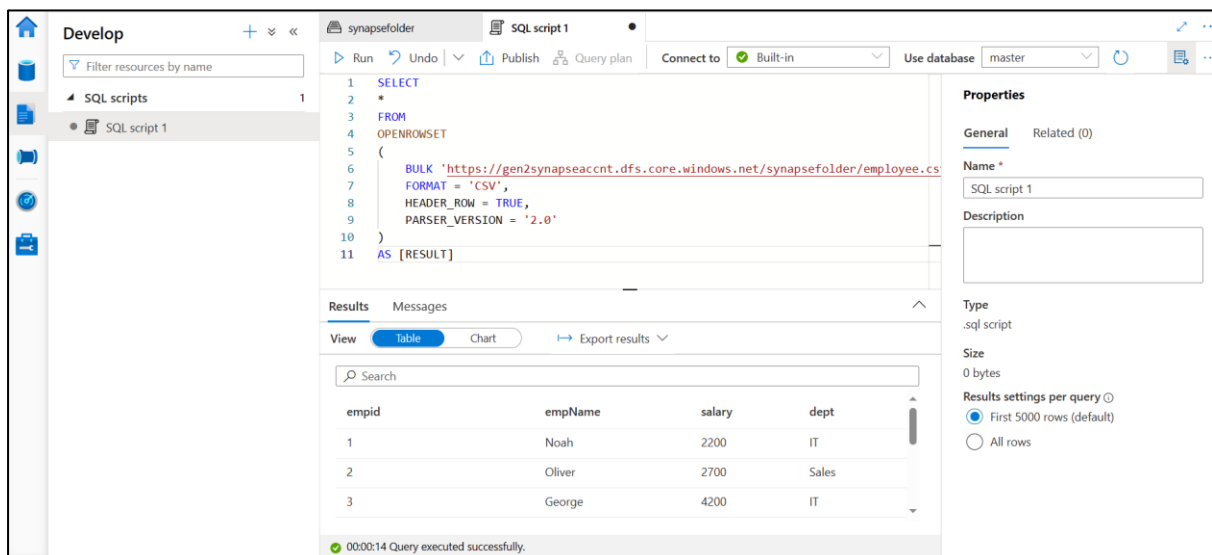 Develop
Filter resources by name
SQL scripts 1
SQL script 1
synapsefolder SQL script 1
Run Undo Publish Query plan Connect to Built-in Use database master
1 SELECT
2 *
3 FROM
4 OPENROWSET
5 (
6 BULK 'https://gen2synapseaccnt.dfs.core.windows.net/synapsefolder/employee.cs
7 FORMAT = 'CSV',
8 HEADER_ROW = TRUE,
9 PARSER_VERSION = '2.0'
10 )
11 AS [RESULT]
Results Messages
View Table Chart Export results
Search
empid empName salary dept
1 Noah 2200 IT
2 Oliver 2700 Sales
3 George 4200 IT
00:00:14 Query executed successfully.
Properties
General Related (0)
Name *
SQL script 1
Description
Type
.sql script
Size
0 bytes
Results settings per query
First 5000 rows (default)
All rows